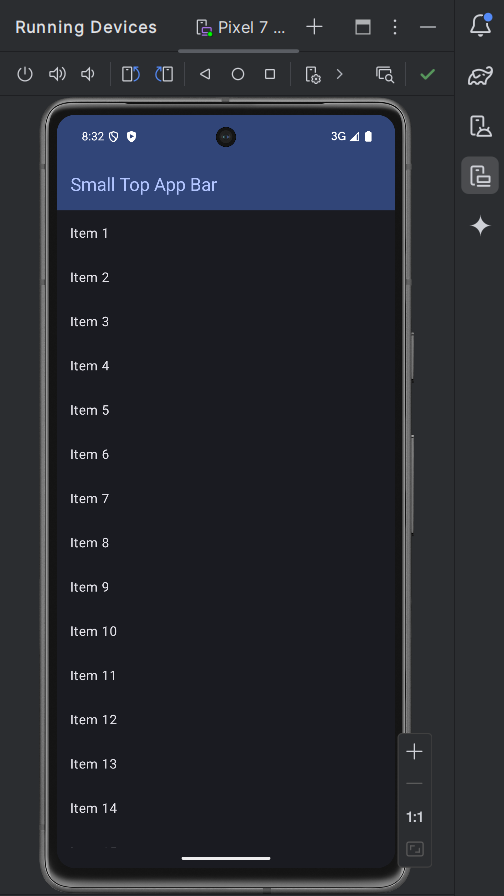 Running Devices
Pixel 7 ...
8:32
3G
Small Top App Bar
Item 1
Item 2
Item 3
Item 4
Item 5
Item 6
Item 7
Item 8
Item 9
Item 10
Item 11
Item 12
Item 13
Item 14
1:1